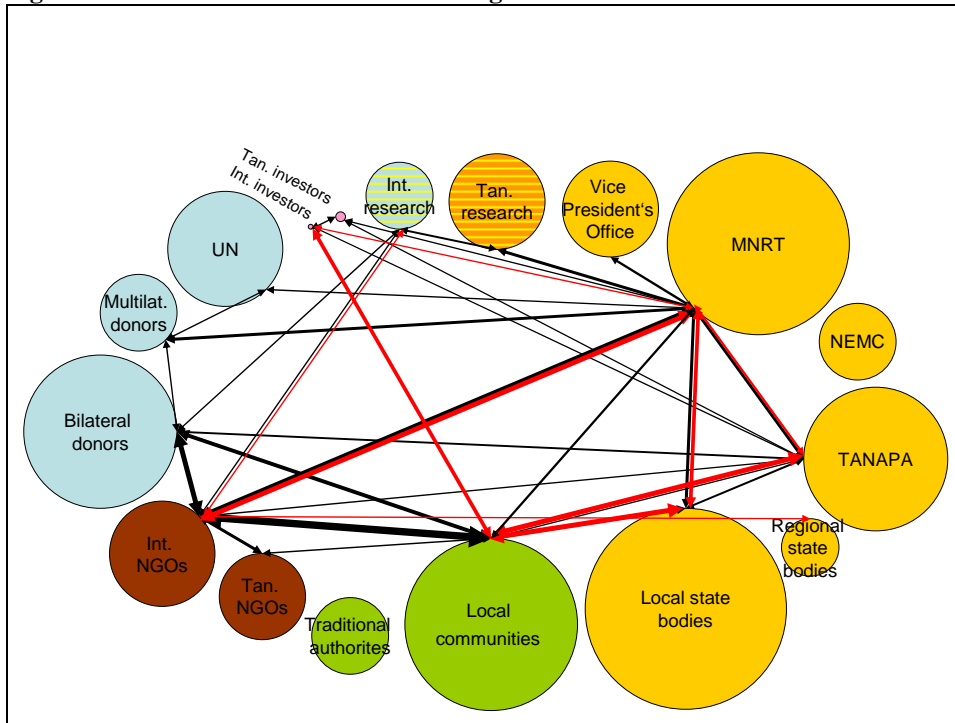 Tan. investors
Int. investors
Int.
research
Tan.
research
Vice
President's
Office
MNRT
UN
Multilat.
donors
NEMC
Bilateral
donors
TANAPA
Int.
NGOs
Tan.
NGOs
Traditional
authorites
Local
communities
Local state
bodies
Regional
state
bodies